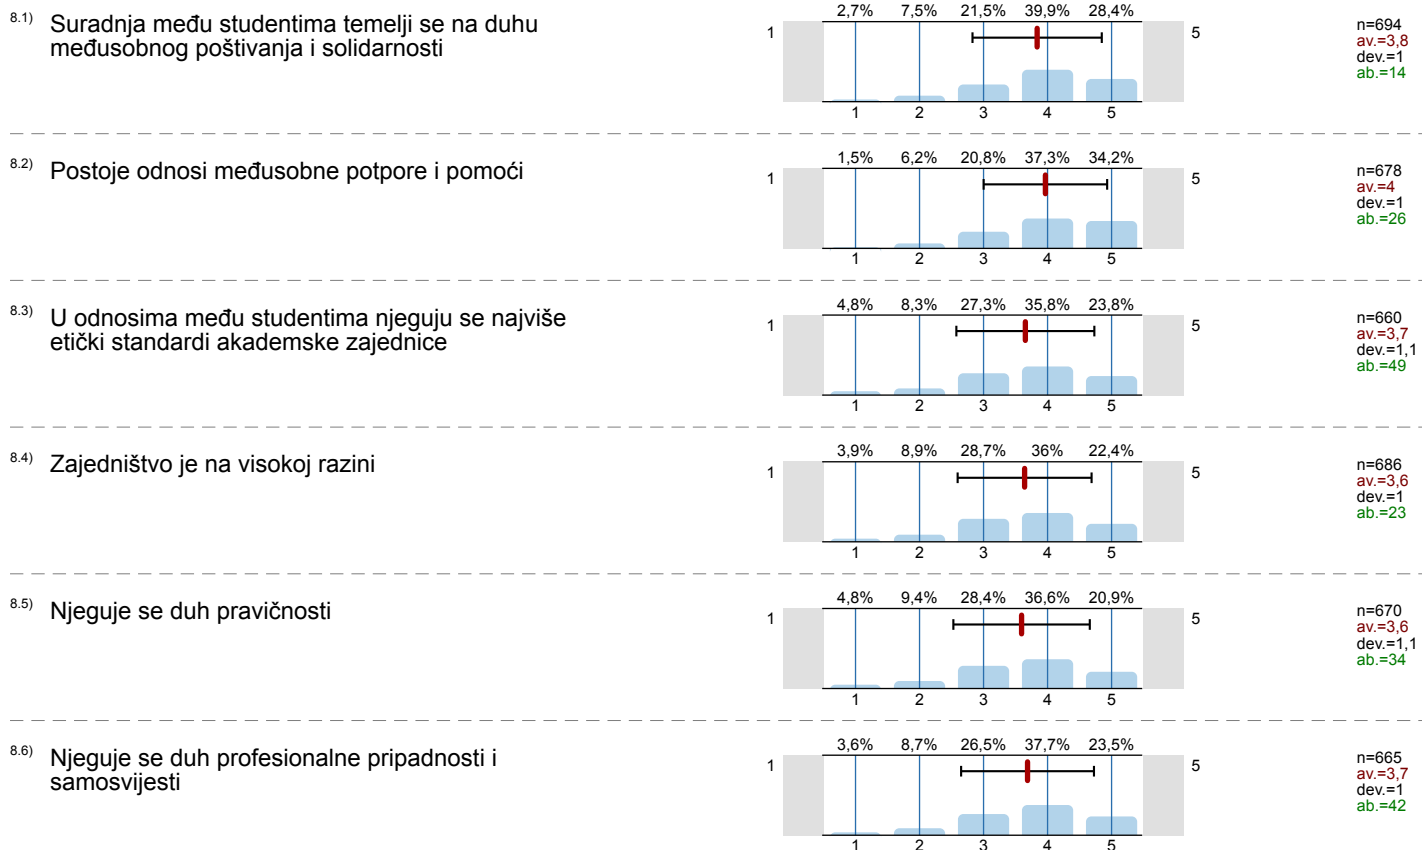 8.1) Suradnja među studentima temelji se na duhu
međusobnog poštivanja i solidarnosti
2,7% 7,5% 21,5% 39,9% 28,4%
1 5
1 2 3 4 5
n=694
av.=3,8
dev.=1
ab.=14
8.2) Postoje odnosi međusobne potpore i pomoći
1,5% 6,2% 20,8% 37,3% 34,2%
1 5
1 2 3 4 5
n=678
av.=4
dev.=1
ab.=26
8.3) U odnosima među studentima njeguju se najviše
etički standardi akademske zajednice
4,8% 8,3% 27,3% 35,8% 23,8%
1 5
1 2 3 4 5
n=660
av.=3,7
dev.=1,1
ab.=49
8.4) Zajedništvo je na visokoj razini
3,9% 8,9% 28,7% 36% 22,4%
1 5
1 2 3 4 5
n=686
av.=3,6
dev.=1
ab.=23
8.5) Njeguje se duh pravičnosti
4,8% 9,4% 28,4% 36,6% 20,9%
1 5
1 2 3 4 5
n=670
av.=3,6
dev.=1,1
ab.=34
8.6) Njeguje se duh profesionalne pripadnosti i
samosvijesti
3,6% 8,7% 26,5% 37,7% 23,5%
1 5
1 2 3 4 5
n=665
av.=3,7
dev.=1
ab.=42